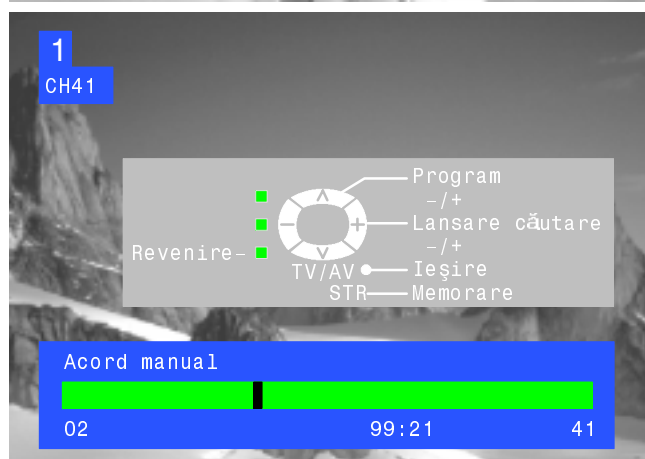 1
CH41
Program
–/+
Lansare căutare
–/+
Revenire–
TV/AV Ieşire
STR Memorare
Acord manual
02 99:21 41